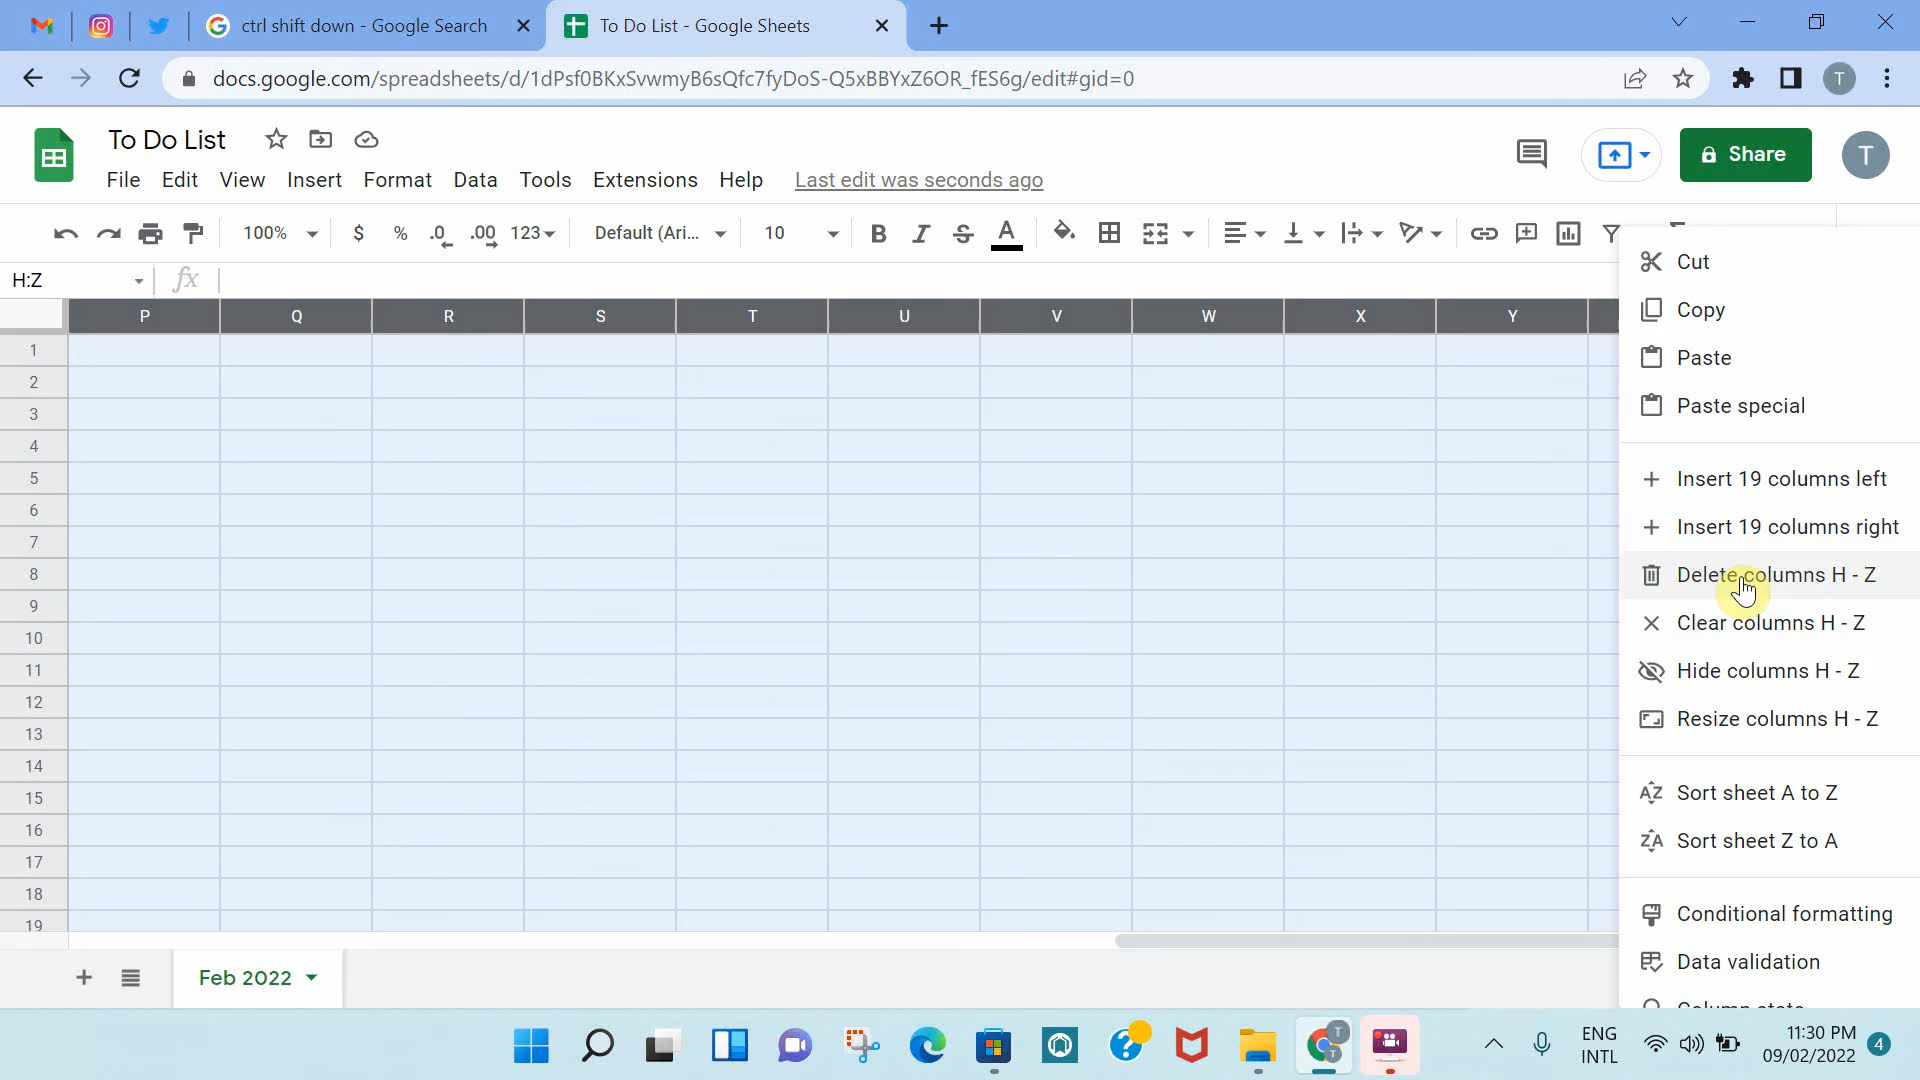 ctrl shift down - Google Search
To Do List - Google Sheets
docs.google.com/spreadsheets/d/1dPsf0BKxSvwmyB6sQfc7fyDoS-Q5xBBYxZ6OR_fES6g/edit#gid=0
T
To Do List
Share
T
File Edit View Insert Format Data Tools Extensions Help Last edit was seconds ago
100% $ % .0 .00 123 Default (Ari... 10 B I S A
H:Z fx
P Q R S T U V W X Y
1
2
3
4
5
6
7
8
9
10
11
12
13
14
15
16
17
18
19
Cut
Copy
Paste
Paste special
Insert 19 columns left
Insert 19 columns right
Delete columns H - Z
Clear columns H - Z
Hide columns H - Z
Resize columns H - Z
Sort sheet A to Z
Sort sheet Z to A
Conditional formatting
Data validation
Column stats
Feb 2022
ENG
INTL
11:30 PM
09/02/2022
4